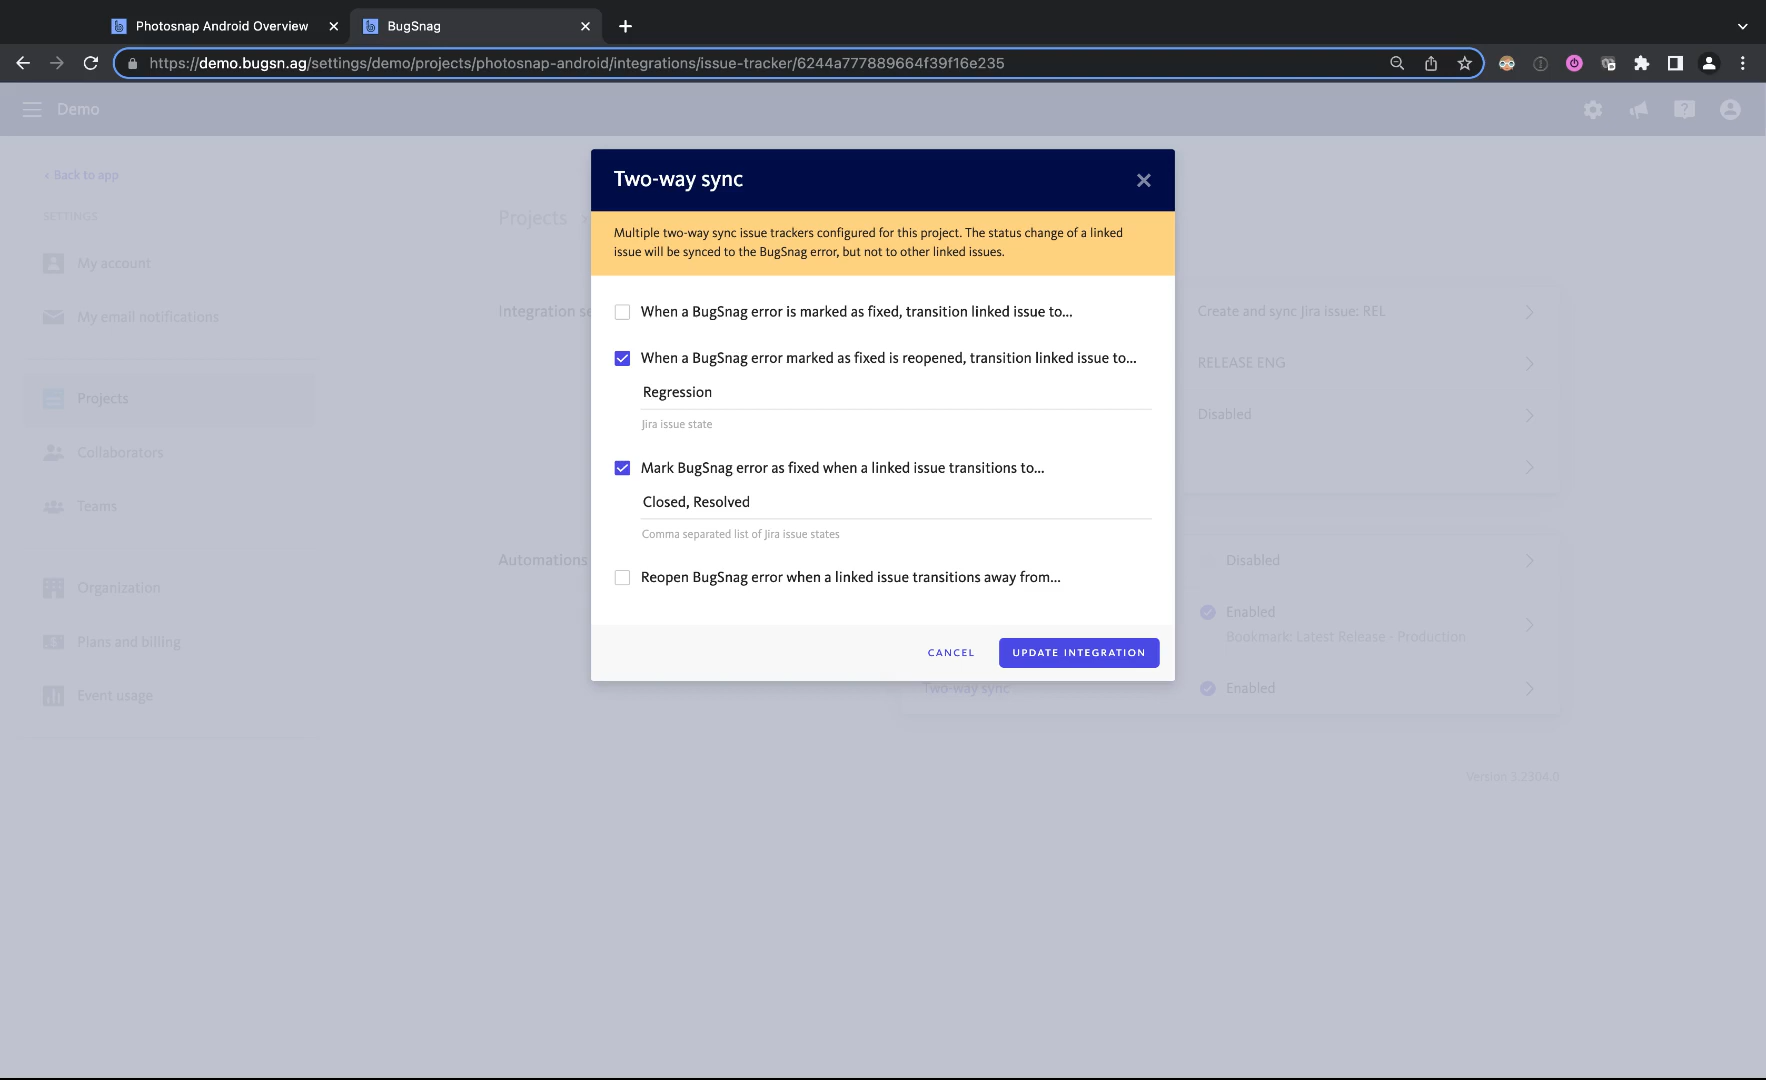 Photosnap Android Overview
BugSnag
https://demo.bugsn.ag/settings/demo/projects/photosnap-android/integrations/issue-tracker/6244a777889664f39f16e235
Demo
Back to app
SETTINGS
My account
My email notifications
Projects
Collaborators
Teams
Organization
Plans and billing
Event usage
Projects
Integration se
Automations
Two-way sync
Multiple two-way sync issue trackers configured for this project. The status change of a linked
issue will be synced to the BugSnag error, but not to other linked issues.
When a BugSnag error is marked as fixed, transition linked issue to...
When a BugSnag error marked as fixed is reopened, transition linked issue to...
Regression
Jira issue state
Mark BugSnag error as fixed when a linked issue transitions to...
Closed, Resolved
Comma separated list of Jira issue states
Reopen BugSnag error when a linked issue transitions away from...
CANCEL
UPDATE INTEGRATION
Create and sync Jira issue: REL
RELEASE ENG
Disabled
Disabled
Enabled
Bookmark: Latest Release - Production
Two-way sync
Enabled
Version 3.2304.0